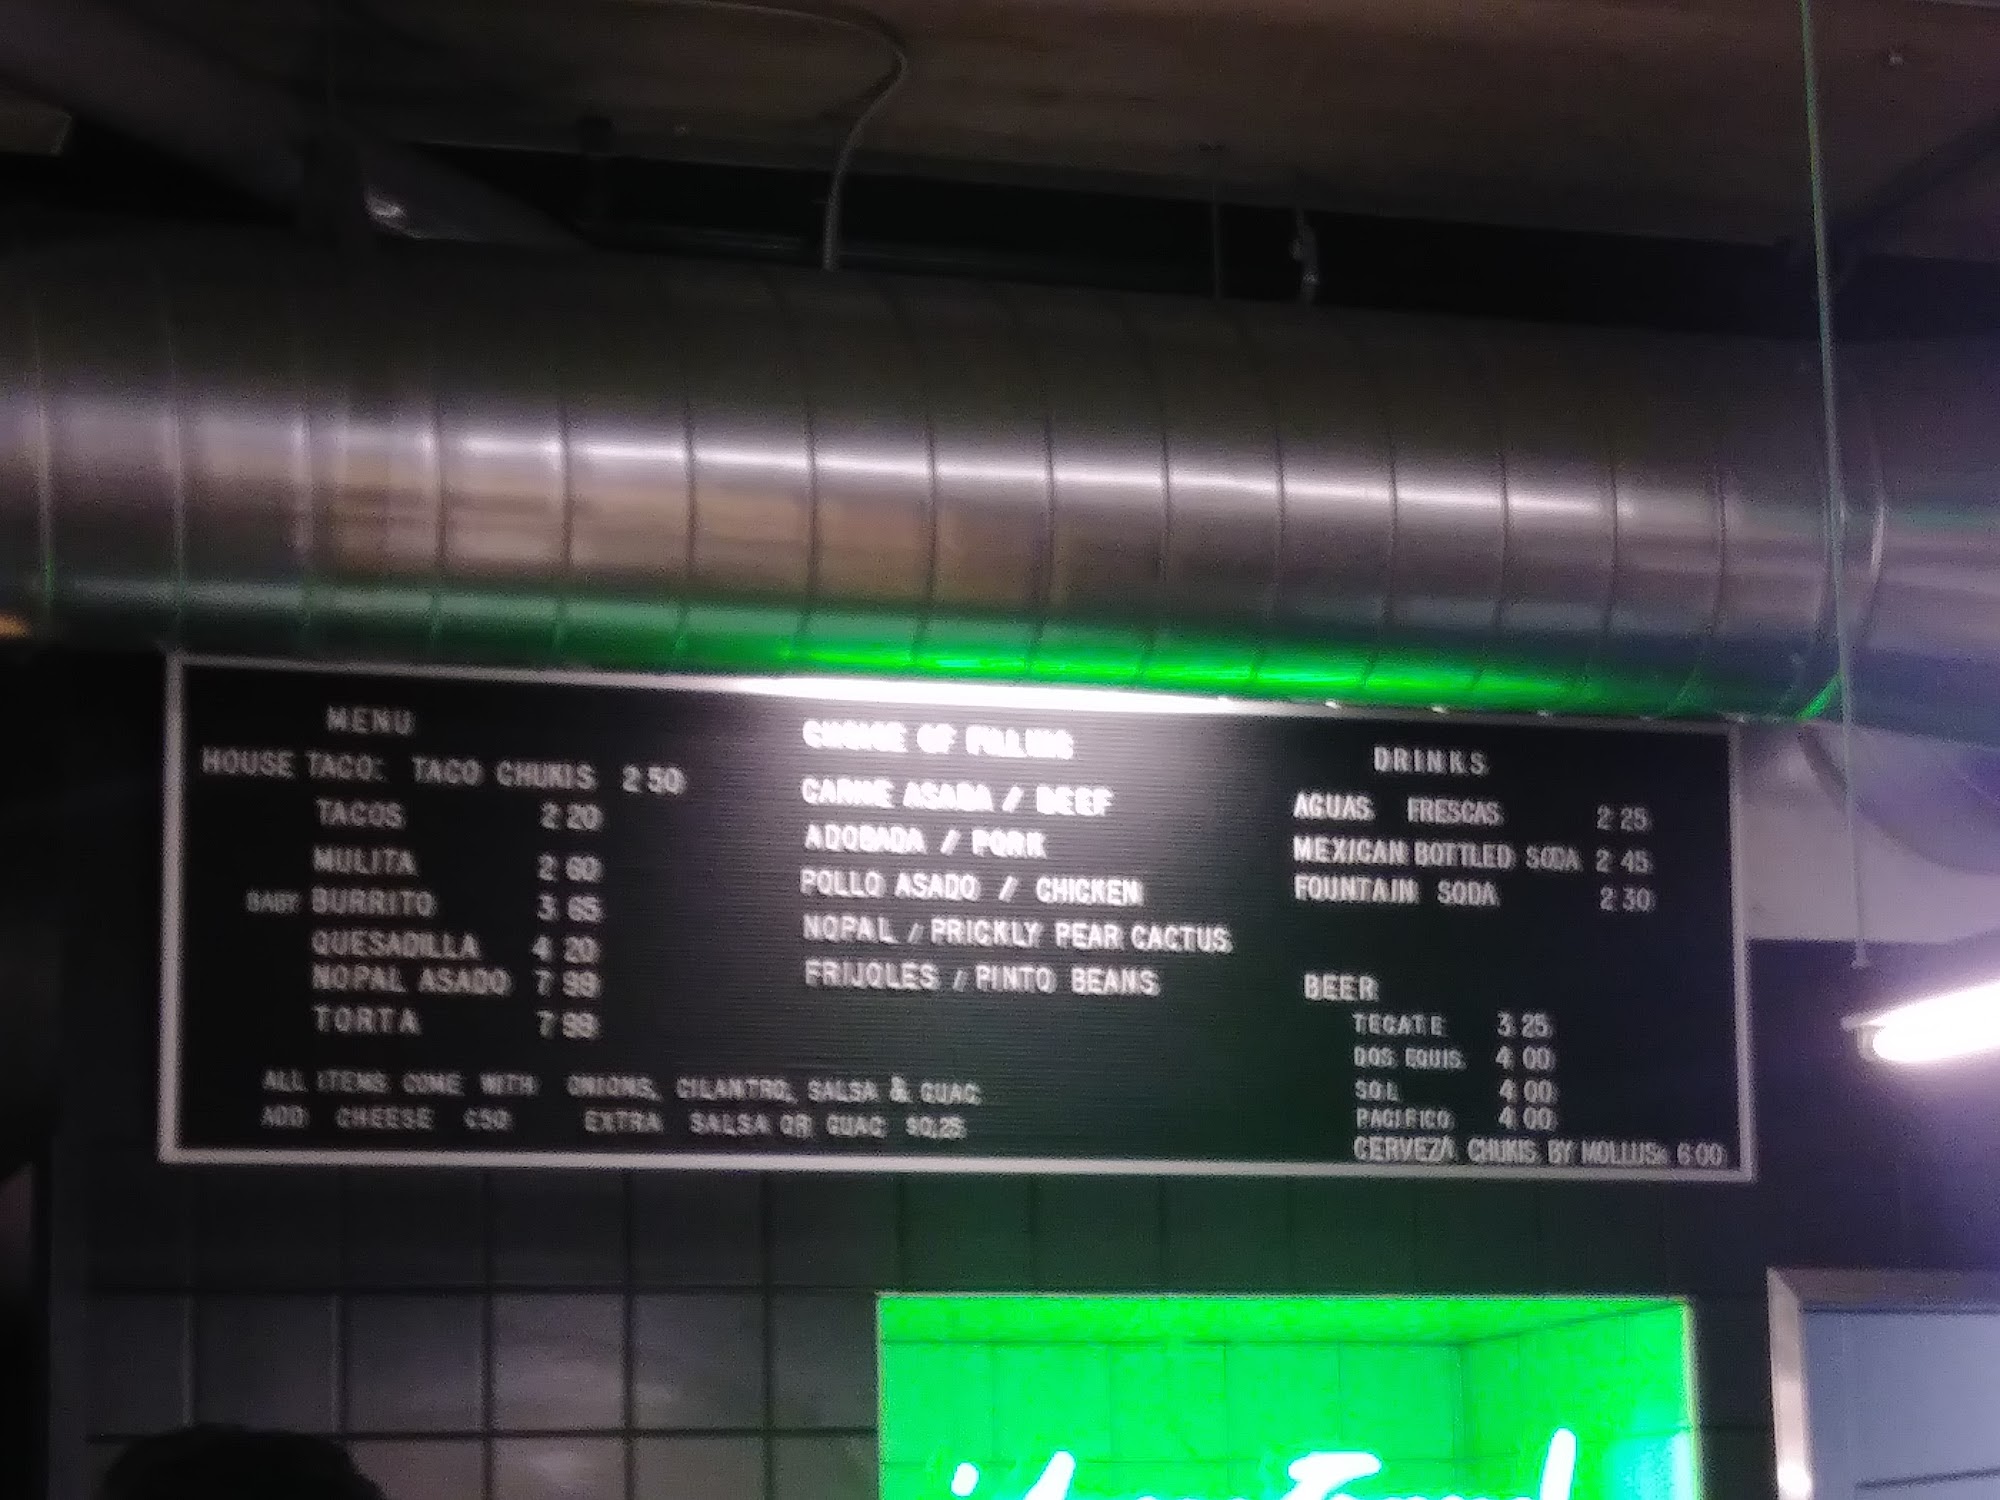 MENU
HOUSE TACO: TACO CHUKIS 2 50
TACOS 2 20
MULITA 2 60
BABY BURRITO 3 65
QUESADILLA 4 20
NOPAL ASADO 7 99
TORTA 7 99
ALL ITEMS COME WITH ONIONS, CILANTRO, SALSA & GUAC
ADD CHEESE EXTRA SALSA OR GUAC $0.25
CHOICE OF FILLING
CARNE ASADA / BEEF
ADOBADA / PORK
POLLO ASADO / CHICKEN
NOPAL / PRICKLY PEAR CACTUS
FRIJOLES / PINTO BEANS
DRINKS
AGUAS FRESCAS 2 25
MEXICAN BOTTLED SODA 2 45
FOUNTAIN SODA 2 30
BEER
TECATE 3 25
DOS EQUIS 4 00
SOL 4 00
PACIFICO 4 00
CERVEZA CHUKIS BY 6 00